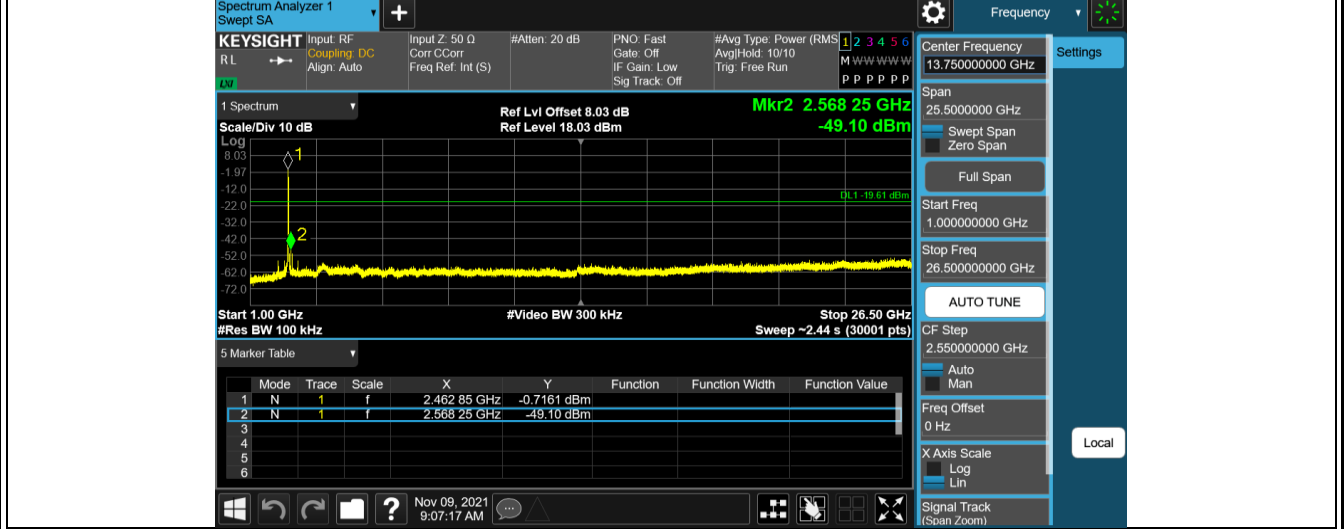 Spectrum Analyzer 1
Swept SA
+
Frequency
KEYSIGHT
R L
LXI
Input: RF
Coupling: DC
Align: Auto
Input Z: 50 Ω
Corr CCorr
Freq Ref: Int (S)
#Atten: 20 dB
PNO: Fast
Gate: Off
IF Gain: Low
Sig Track: Off
#Avg Type: Power (RMS
Avg|Hold: 10/10
Trig: Free Run
1 2 3 4 5 6
M W W W W W
P P P P P P
1 Spectrum
Scale/Div 10 dB
Ref Lvl Offset 8.03 dB
Ref Level 18.03 dBm
Mkr2 2.568 25 GHz
-49.10 dBm
Log
8.03
-1.97
-12.0
-22.0
-32.0
-42.0
-52.0
-62.0
-72.0
1
2
DL1 -19.61 dBm
Start 1.00 GHz
#Video BW 300 kHz
Stop 26.50 GHz
#Res BW 100 kHz
Sweep ~2.44 s (30001 pts)
5 Marker Table
Mode Trace Scale X Y Function Function Width Function Value
1 N 1 f 2.462 85 GHz -0.7161 dBm
2 N 1 f 2.568 25 GHz -49.10 dBm
3
4
5
6
?
Nov 09, 2021
9:07:17 AM
Center Frequency
13.750000000 GHz
Settings
Span
25.5000000 GHz
Swept Span
Zero Span
Full Span
Start Freq
1.000000000 GHz
Stop Freq
26.500000000 GHz
AUTO TUNE
CF Step
2.550000000 GHz
Auto
Man
Freq Offset
0 Hz
X Axis Scale
Log
Lin
Signal Track
(Span Zoom)
Local